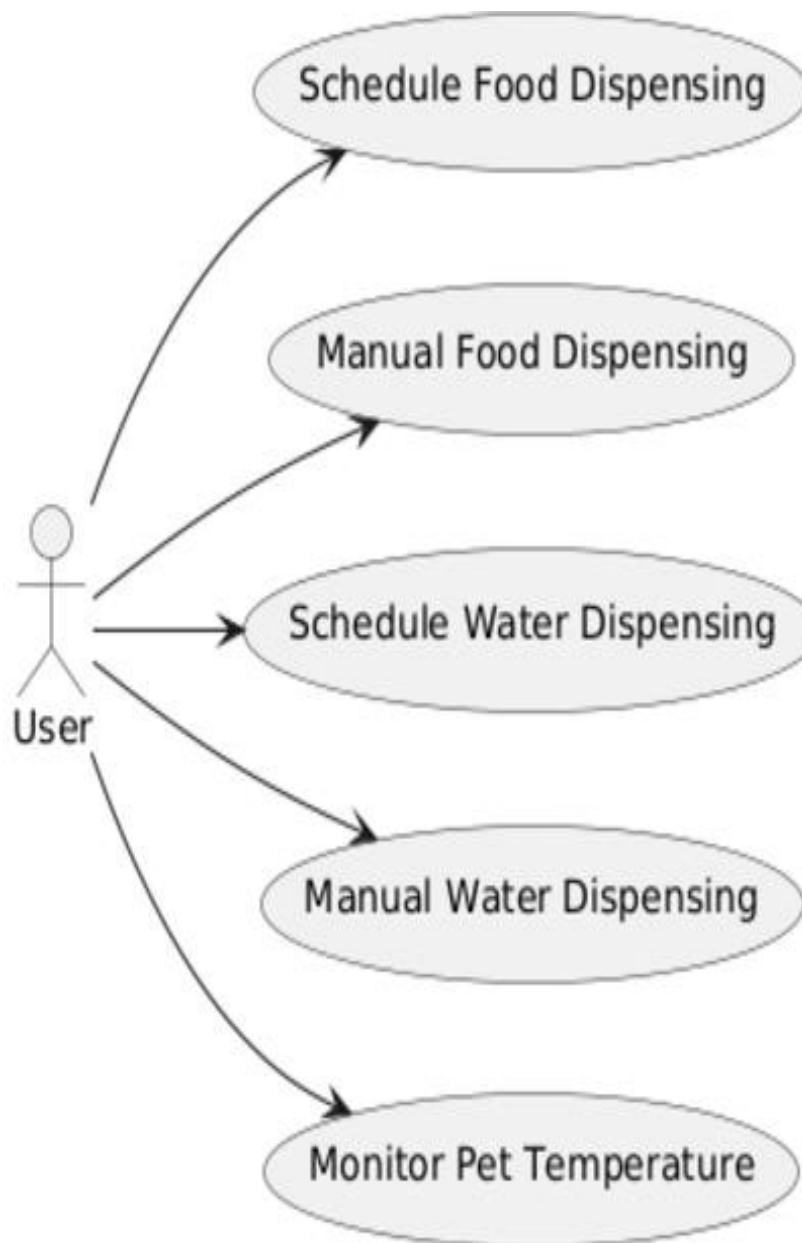 Schedule Food Dispensing
Manual Food Dispensing
Schedule Water Dispensing
User
Manual Water Dispensing
Monitor Pet Temperature